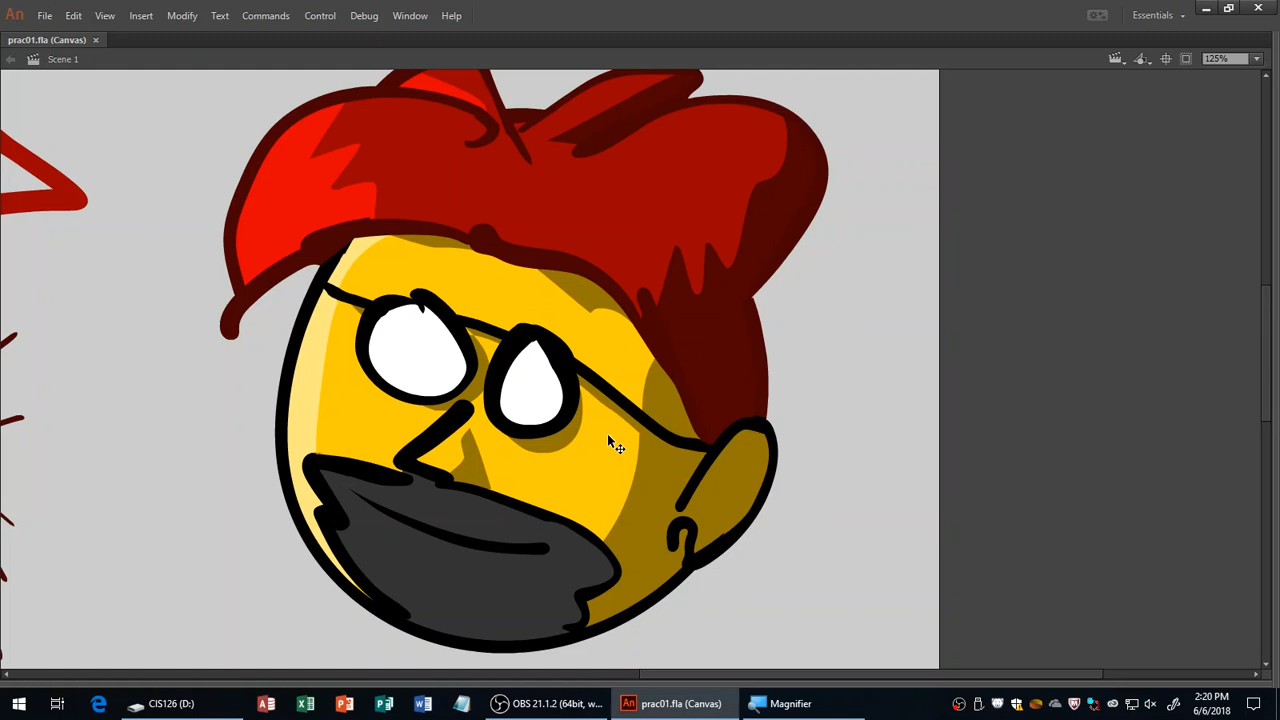 An File Edit View Insert Modify Text Commands Control Debug Window Help Essentials
prac01.fla (Canvas) ×
Scene 1 125%
CIS126 (D:) OBS 21.1.2 (64bit, w... An prac01.fla (Canvas) Magnifier 2:20 PM
6/6/2018